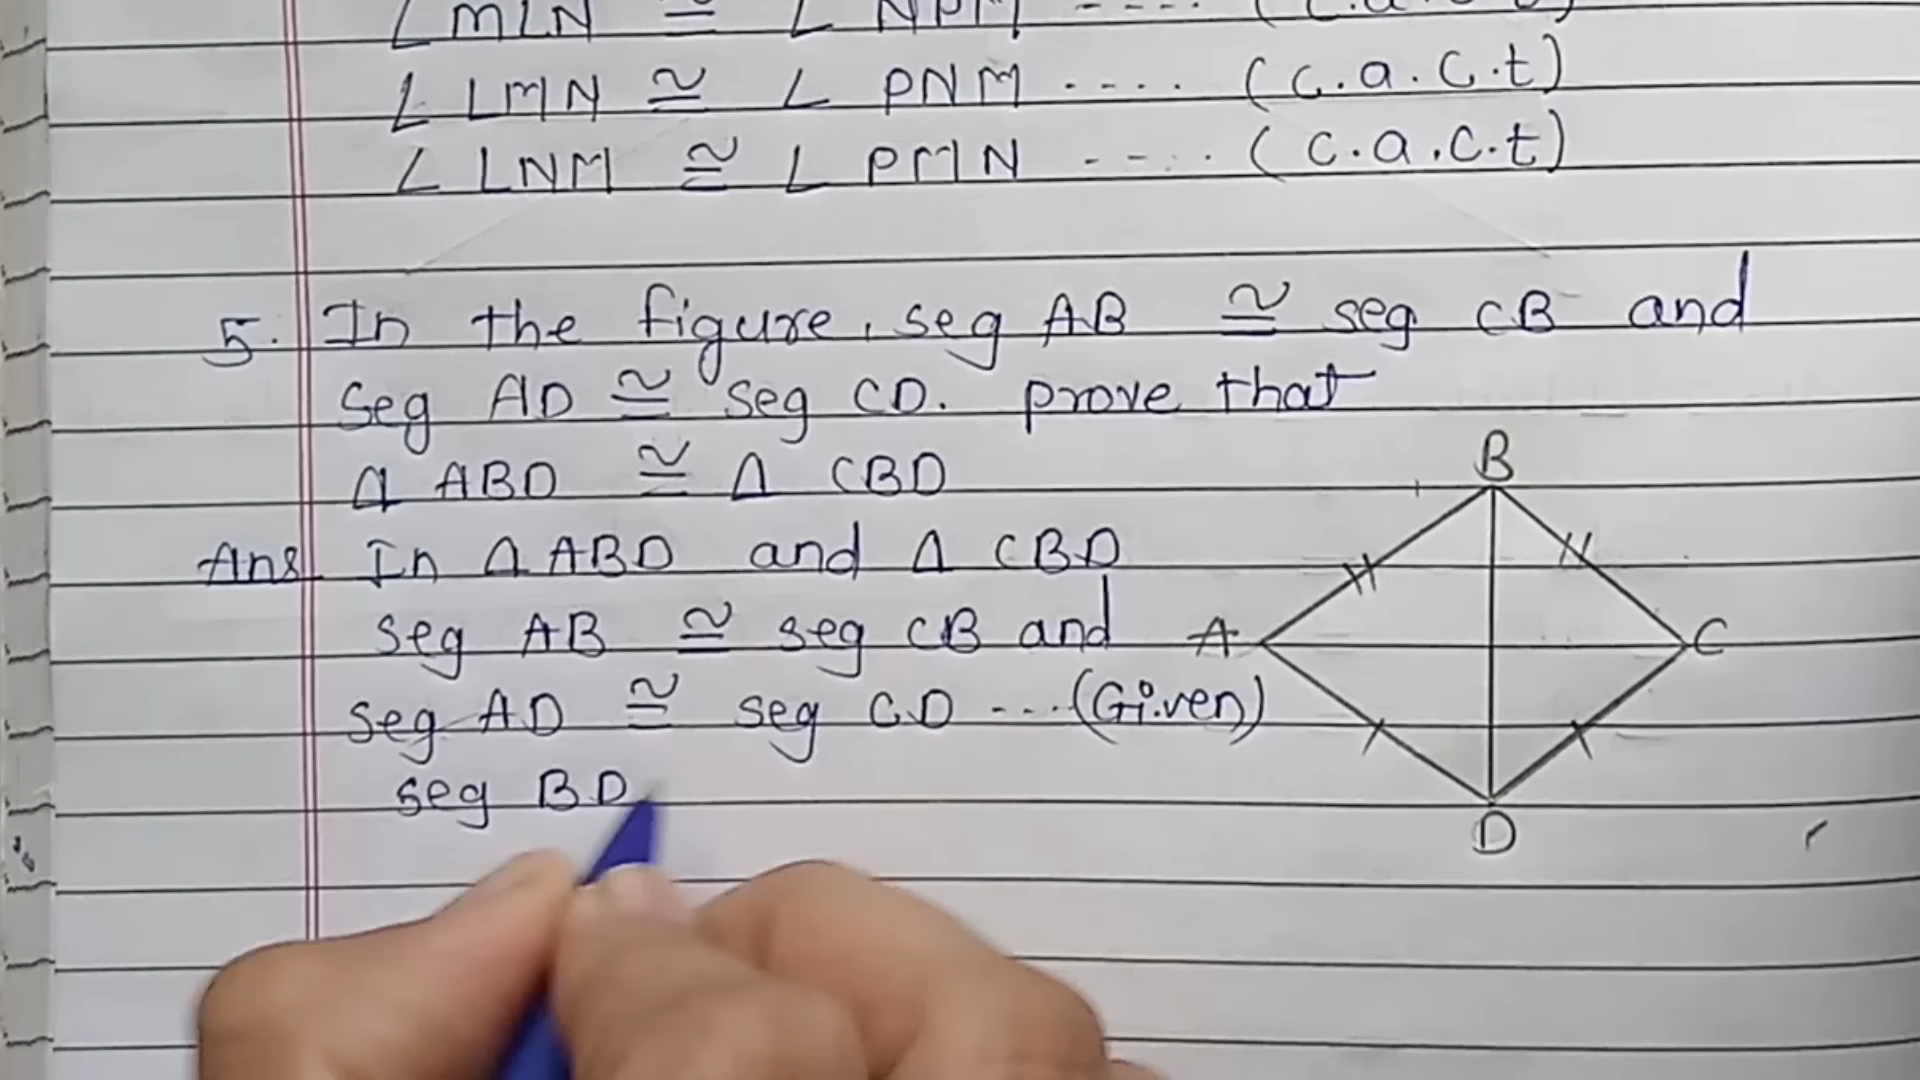 ∠ MLN ≅ ∠ NPM ----
∠ LMN ≅ ∠ PNM ---- (c.a.c.t)
∠ LNM ≅ ∠ PMN ---- (c.a.c.t)
5. In the figure, seg AB ≅ seg CB and
seg AD ≅ seg CD. prove that
Δ ABD ≅ Δ CBD
Ans In Δ ABD and Δ CBD
seg AB ≅ seg CB and
seg AD ≅ seg CD ---(Given)
seg BD
B
A
C
D